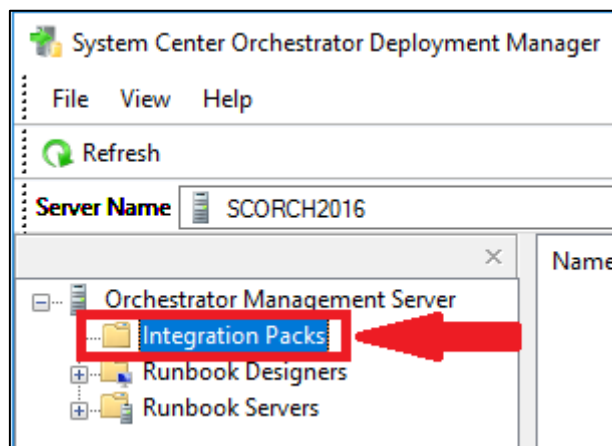 System Center Orchestrator Deployment Manager
File View Help
Refresh
Server Name SCORCH2016
Name
Orchestrator Management Server
Integration Packs
Runbook Designers
Runbook Servers